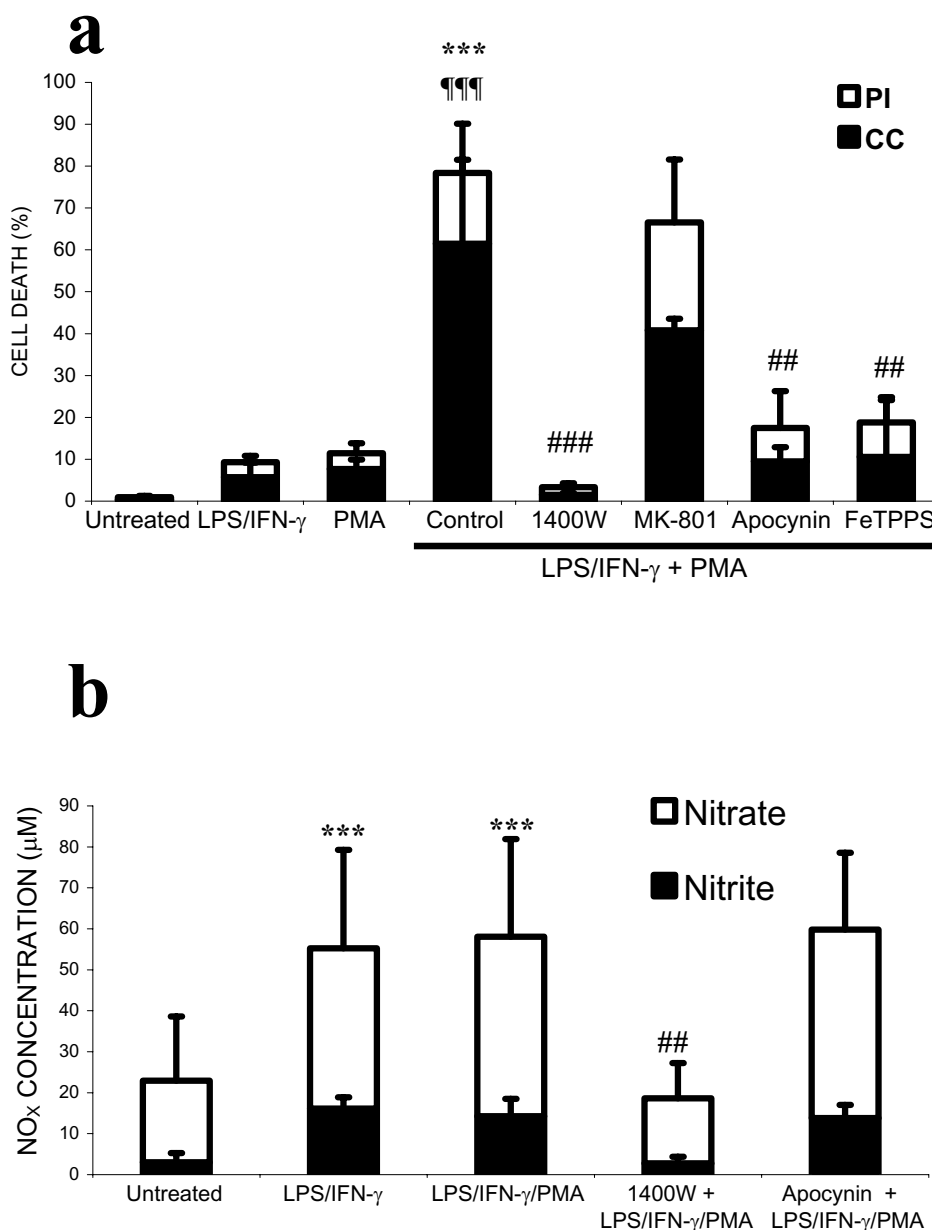 a
***
¶¶¶
100
90
80
70
60
50
40
30
20
10
0
CELL DEATH (%)
PI
CC
###
##
##
Untreated LPS/IFN-γ PMA Control 1400W MK-801 Apocynin FeTPPS
LPS/IFN-γ + PMA
b
90
80
70
60
50
40
30
20
10
0
NOX CONCENTRATION (μM)
***
***
##
Nitrate
Nitrite
Untreated LPS/IFN-γ LPS/IFN-γ/PMA 1400W + Apocynin +
LPS/IFN-γ/PMA LPS/IFN-γ/PMA